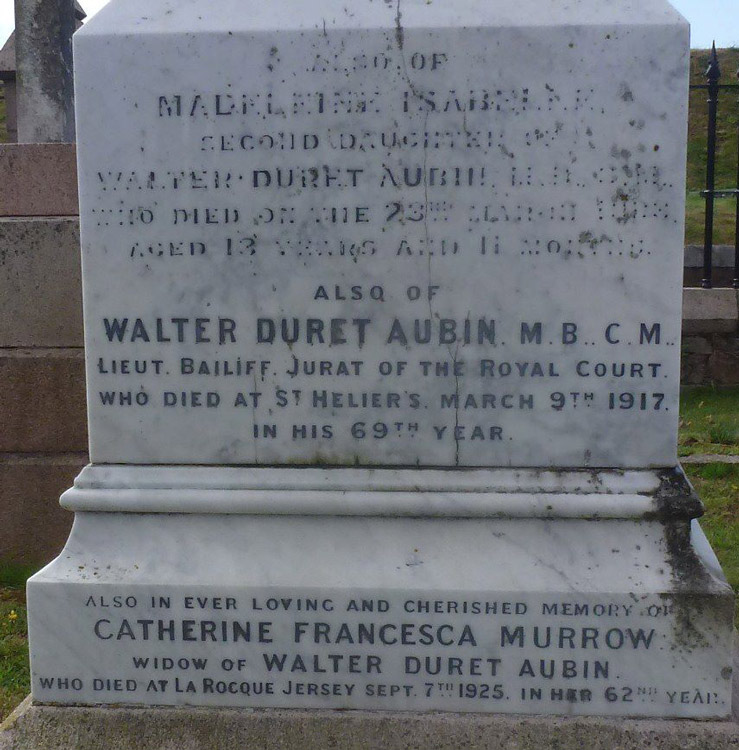 ALSO OF
MADELEINE ISABELLE,
SECOND DAUGHTER OF
WALTER DURET AUBIN, M.B., C.M.,
WHO DIED ON THE 23RD MARCH
AGED 13 YEARS AND 11 MONTHS.
ALSO OF
WALTER DURET AUBIN, M.B., C.M.,
LIEUT. BAILIFF, JURAT OF THE ROYAL COURT,
WHO DIED AT ST HELIER'S, MARCH 9TH 1917,
IN HIS 69TH YEAR.
ALSO IN EVER LOVING AND CHERISHED MEMORY OF
CATHERINE FRANCESCA MURROW
WIDOW OF WALTER DURET AUBIN,
WHO DIED AT LA ROCQUE JERSEY SEPT. 7TH 1925, IN HER 62ND YEAR.